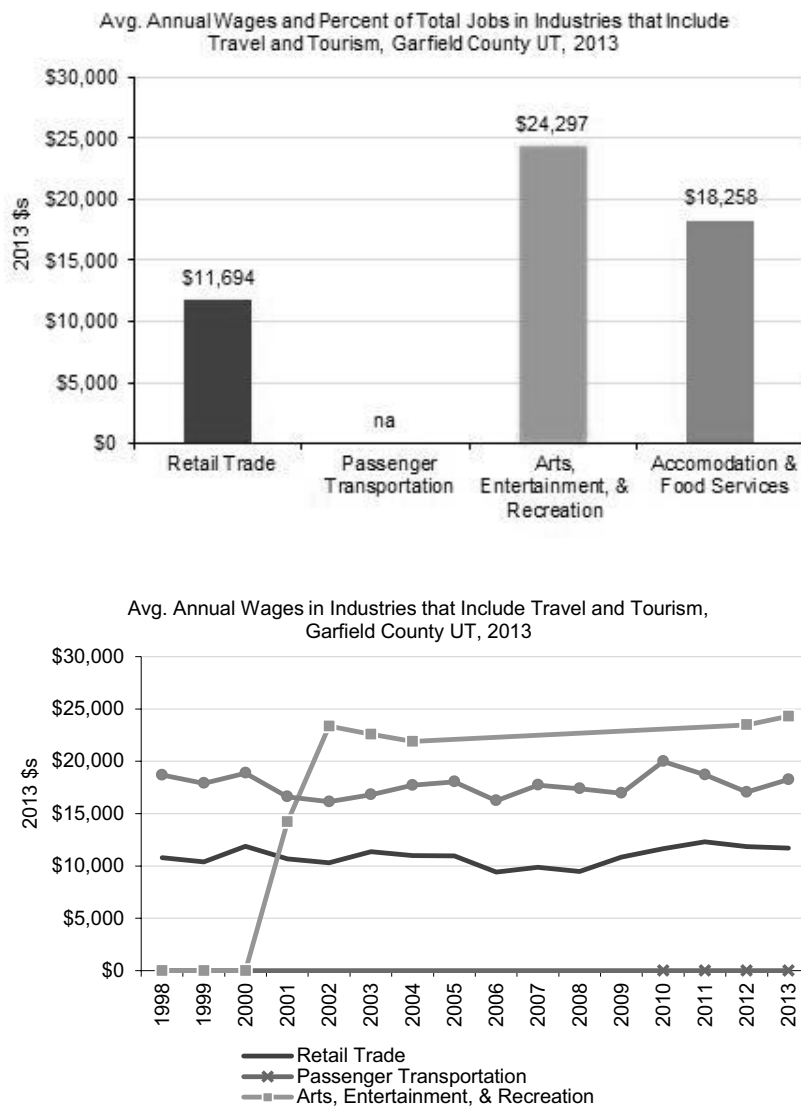 Avg. Annual Wages and Percent of Total Jobs in Industries that Include
Travel and Tourism, Garfield County UT, 2013
$30,000
$25,000
$20,000
$15,000
$10,000
$5,000
$0
2013 $s
$11,694
na
$24,297
$18,258
Retail Trade
Passenger
Transportation
Arts,
Entertainment, &
Recreation
Accomodation &
Food Services
Avg. Annual Wages in Industries that Include Travel and Tourism,
Garfield County UT, 2013
$30,000
$25,000
$20,000
$15,000
$10,000
$5,000
$0
2013 $s
1998
1999
2000
2001
2002
2003
2004
2005
2006
2007
2008
2009
2010
2011
2012
2013
Retail Trade
Passenger Transportation
Arts, Entertainment, & Recreation